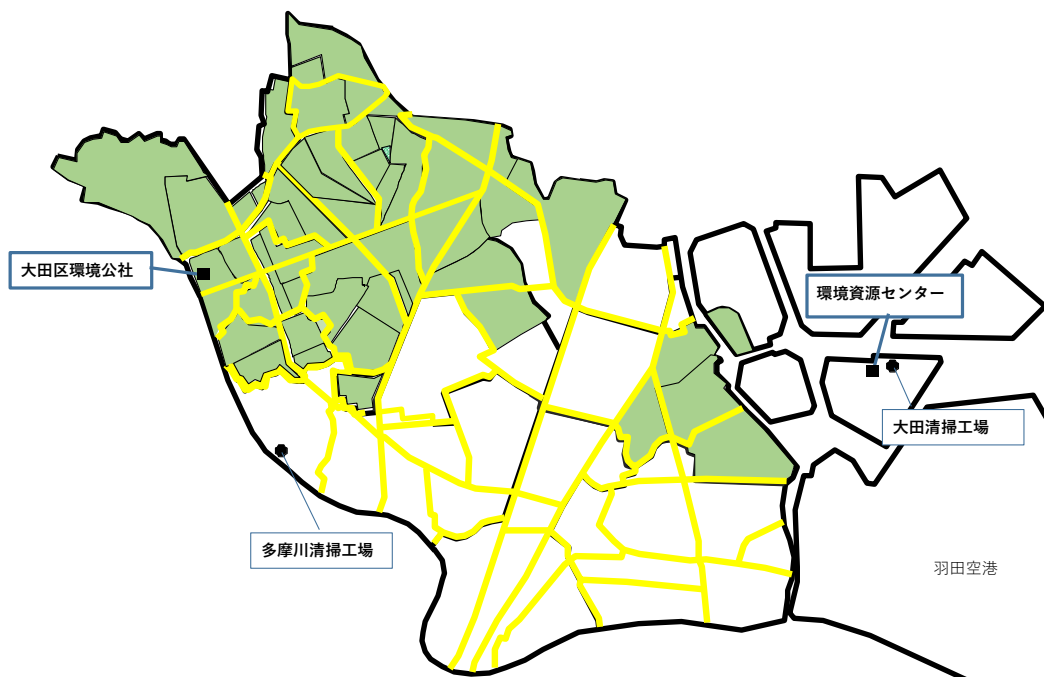 大田区環境公社
環境資源センター
大田清掃工場
多摩川清掃工場
羽田空港